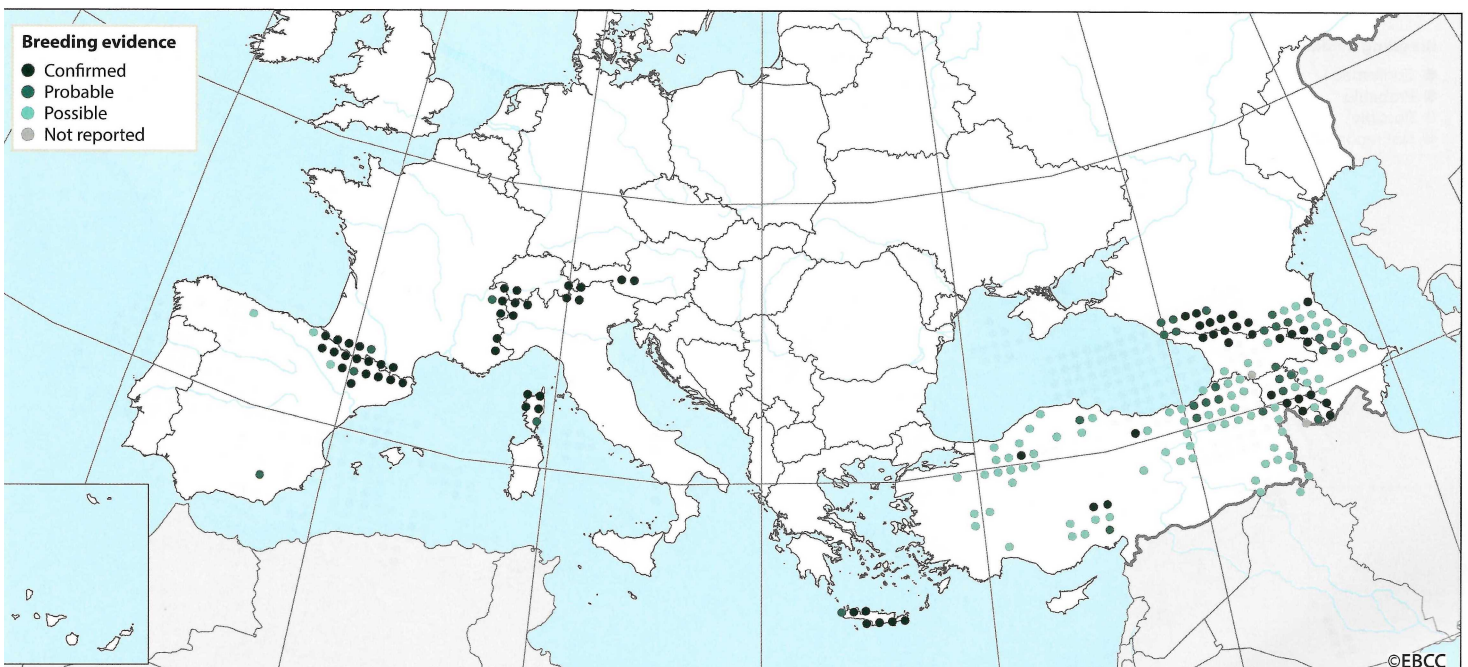 Breeding evidence
Confirmed
Probable
Possible
Not reported
©EBCC